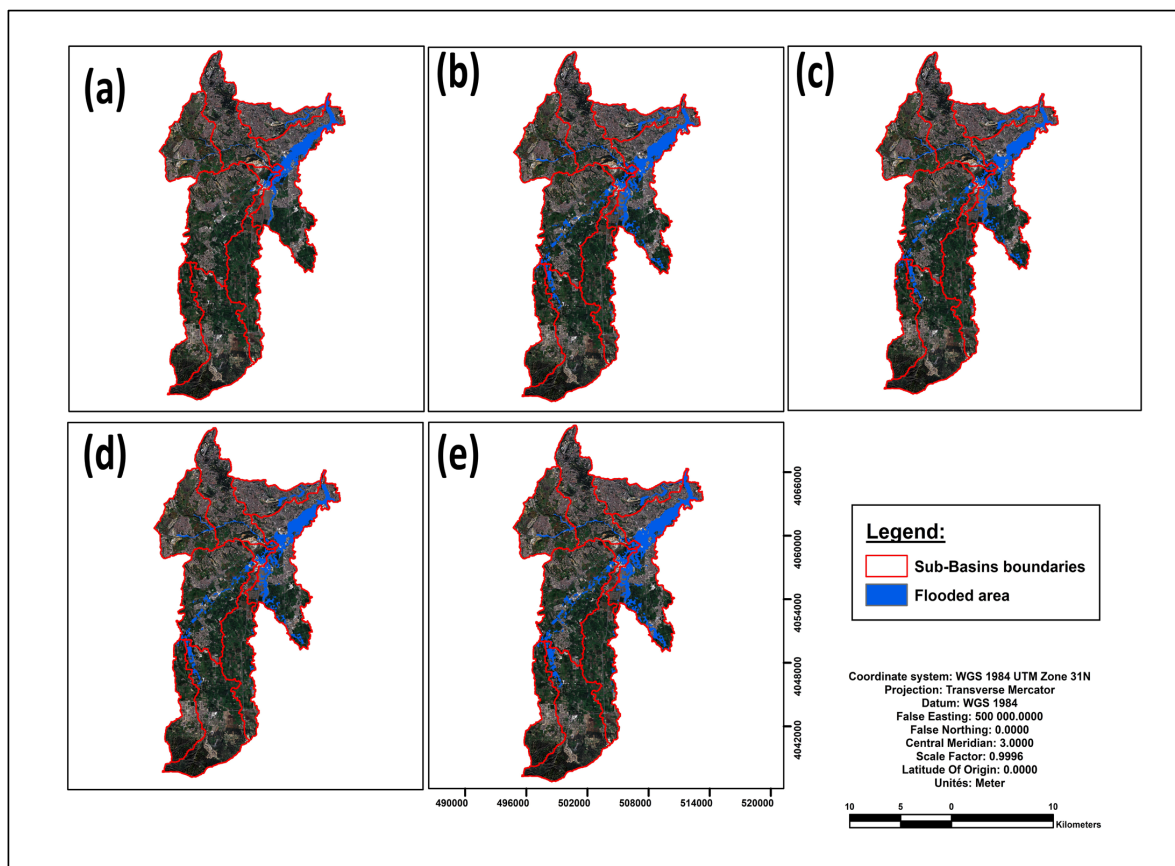 (a)
(b)
(c)
(d)
(e)
4066000
4060000
4054000
4048000
4042000
490000 496000 502000 508000 514000 520000
Legend:
Sub-Basins boundaries
Flooded area
Coordinate system: WGS 1984 UTM Zone 31N
Projection: Transverse Mercator
Datum: WGS 1984
False Easting: 500 000.0000
False Northing: 0.0000
Central Meridian: 3.0000
Scale Factor: 0.9996
Latitude Of Origin: 0.0000
Unités: Meter
10 5 0 10
Kilometers